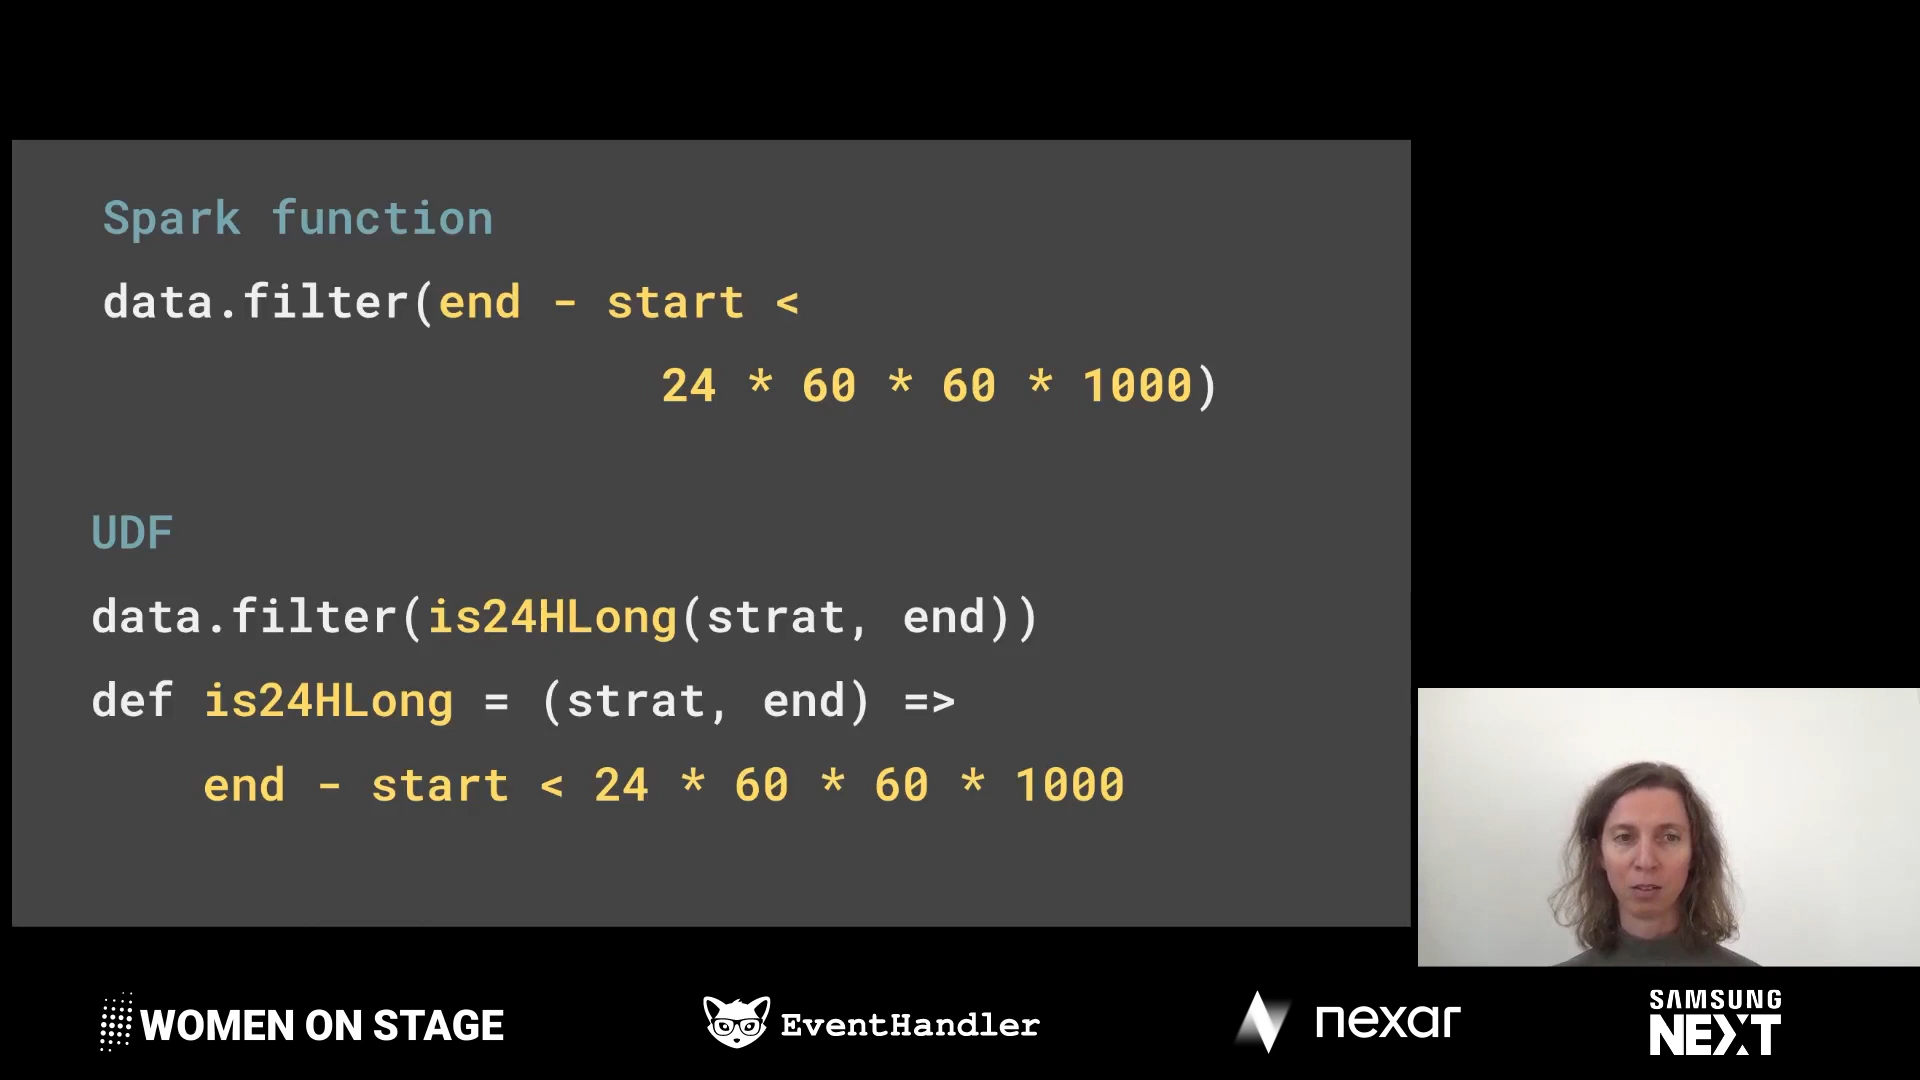 Spark function
data.filter(end - start <
24 * 60 * 60 * 1000)
UDF
data.filter(is24HLong(strat, end))
def is24HLong = (strat, end) =>
end - start < 24 * 60 * 60 * 1000
WOMEN ON STAGE
EventHandler
nexar
SAMSUNG
NEXT